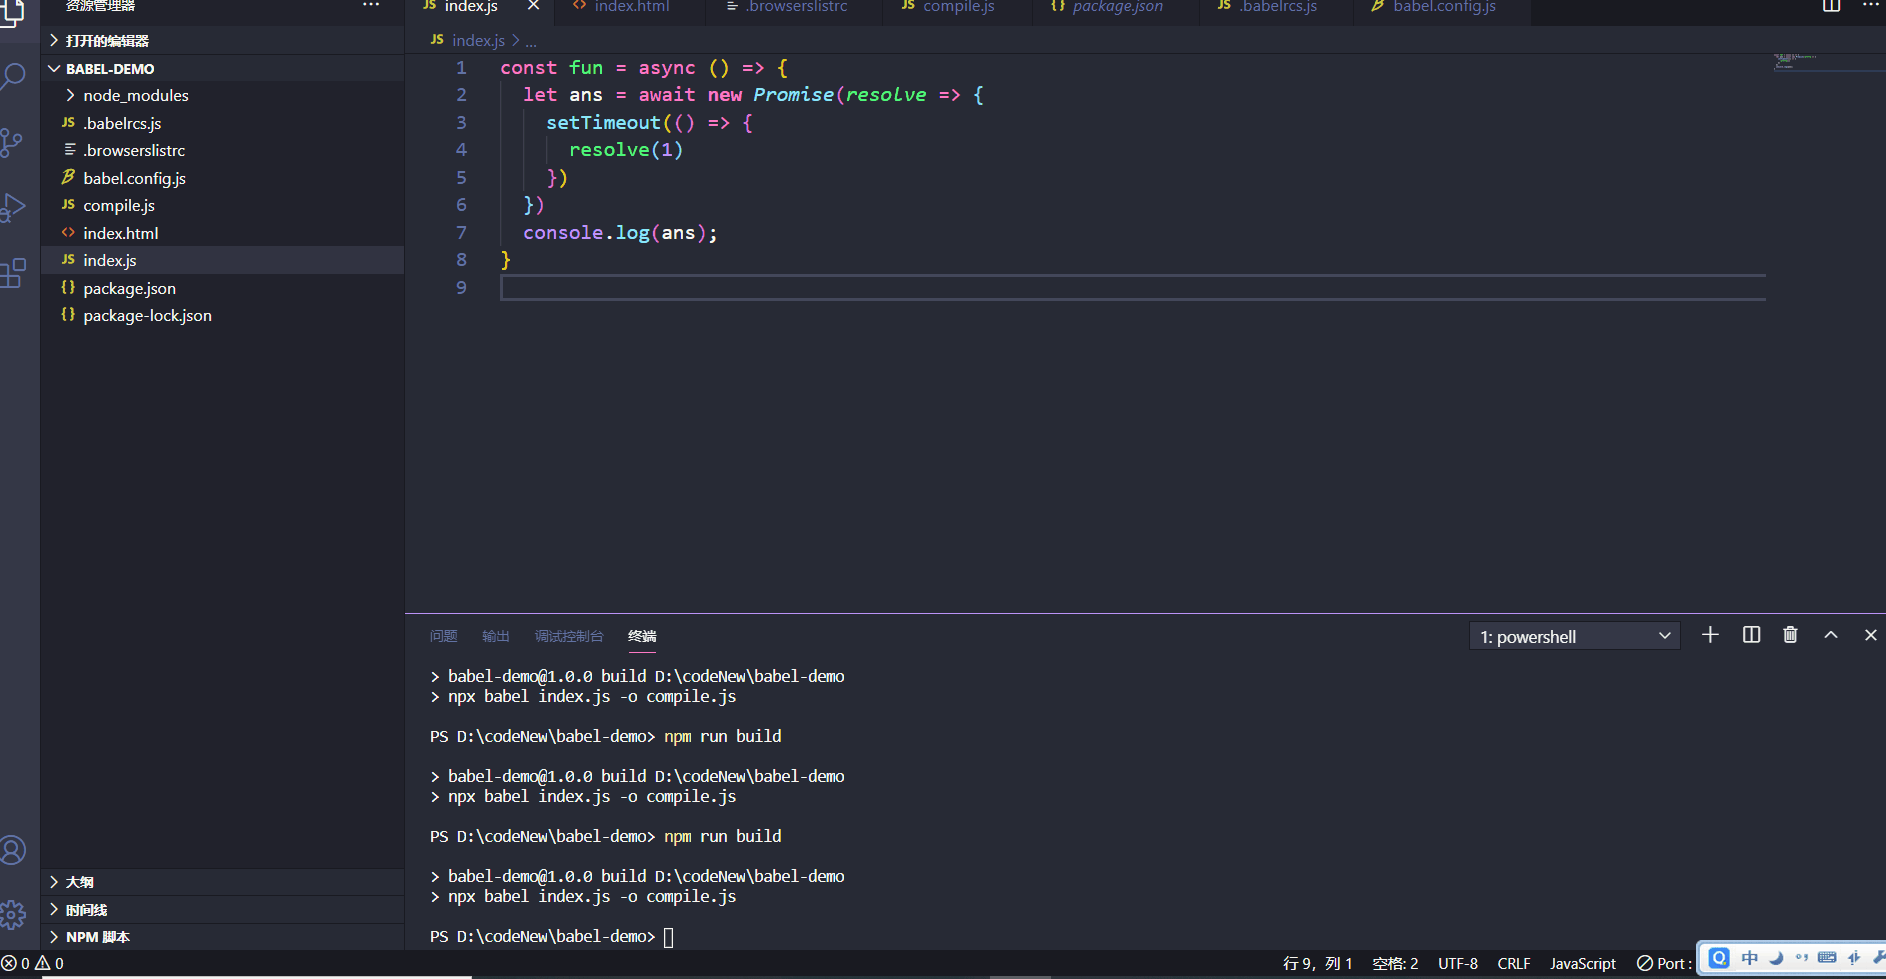 资源管理器
打开的编辑器
BABEL-DEMO
node_modules
JS .babelrcs.js
.browserslistrc
babel.config.js
JS compile.js
<> index.html
JS index.js
{} package.json
{} package-lock.json
大纲
时间线
NPM 脚本
JS index.js
<> index.html
.browserslistrc
JS compile.js
{} package.json
JS .babelrcs.js
babel.config.js
JS index.js > ...
1 const fun = async () => {
2 let ans = await new Promise(resolve => {
3 setTimeout(() => {
4 resolve(1)
5 })
6 })
7 console.log(ans);
8 }
9
问题 输出 调试控制台 终端
1: powershell
> babel-demo@1.0.0 build D:\codeNew\babel-demo
> npx babel index.js -o compile.js
PS D:\codeNew\babel-demo> npm run build
> babel-demo@1.0.0 build D:\codeNew\babel-demo
> npx babel index.js -o compile.js
PS D:\codeNew\babel-demo> npm run build
> babel-demo@1.0.0 build D:\codeNew\babel-demo
> npx babel index.js -o compile.js
PS D:\codeNew\babel-demo>
0 0
行 9，列 1 空格: 2 UTF-8 CRLF JavaScript Port :
中